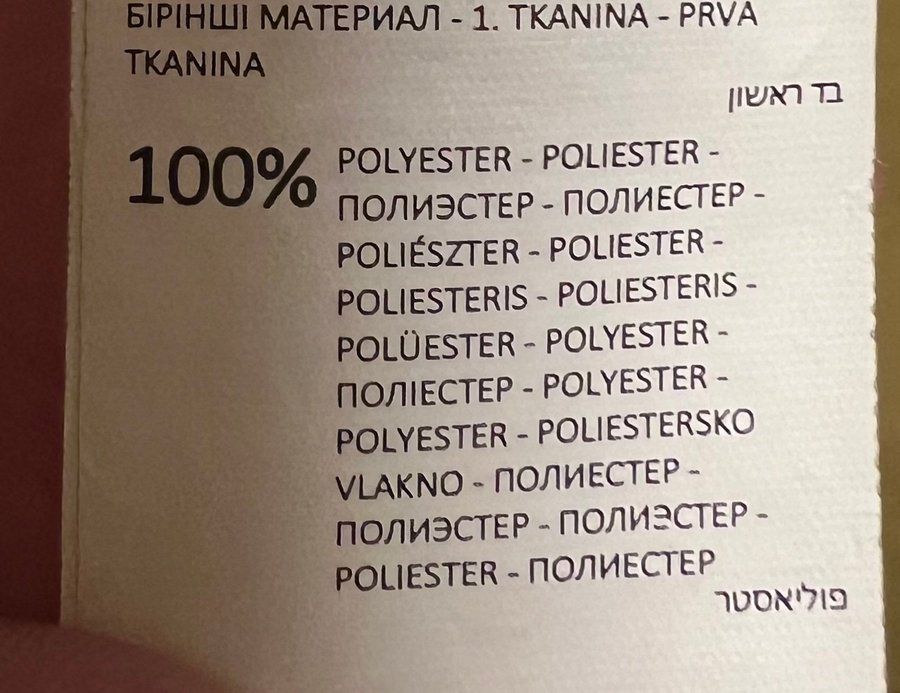 БІРІНШІ МАТЕРИАЛ - 1. TKANINA - PRVA
TKANINA
בד ראשון
100% POLYESTER - POLIESTER -
ПОЛИЭСТЕР - ПОЛИЕСТЕР -
POLIÉSZTER - POLIESTER -
POLIESTERIS - POLIESTERIS -
POLÜESTER - POLYESTER -
ПОЛІЕСТЕР - POLYESTER -
POLYESTER - POLIESTERSKO
VLAKNO - ПОЛИЕСТЕР -
ПОЛИЭСТЕР - ПОЛИЭСТЕР -
POLIESTER - ПОЛИЕСТЕР
פוליאסטר